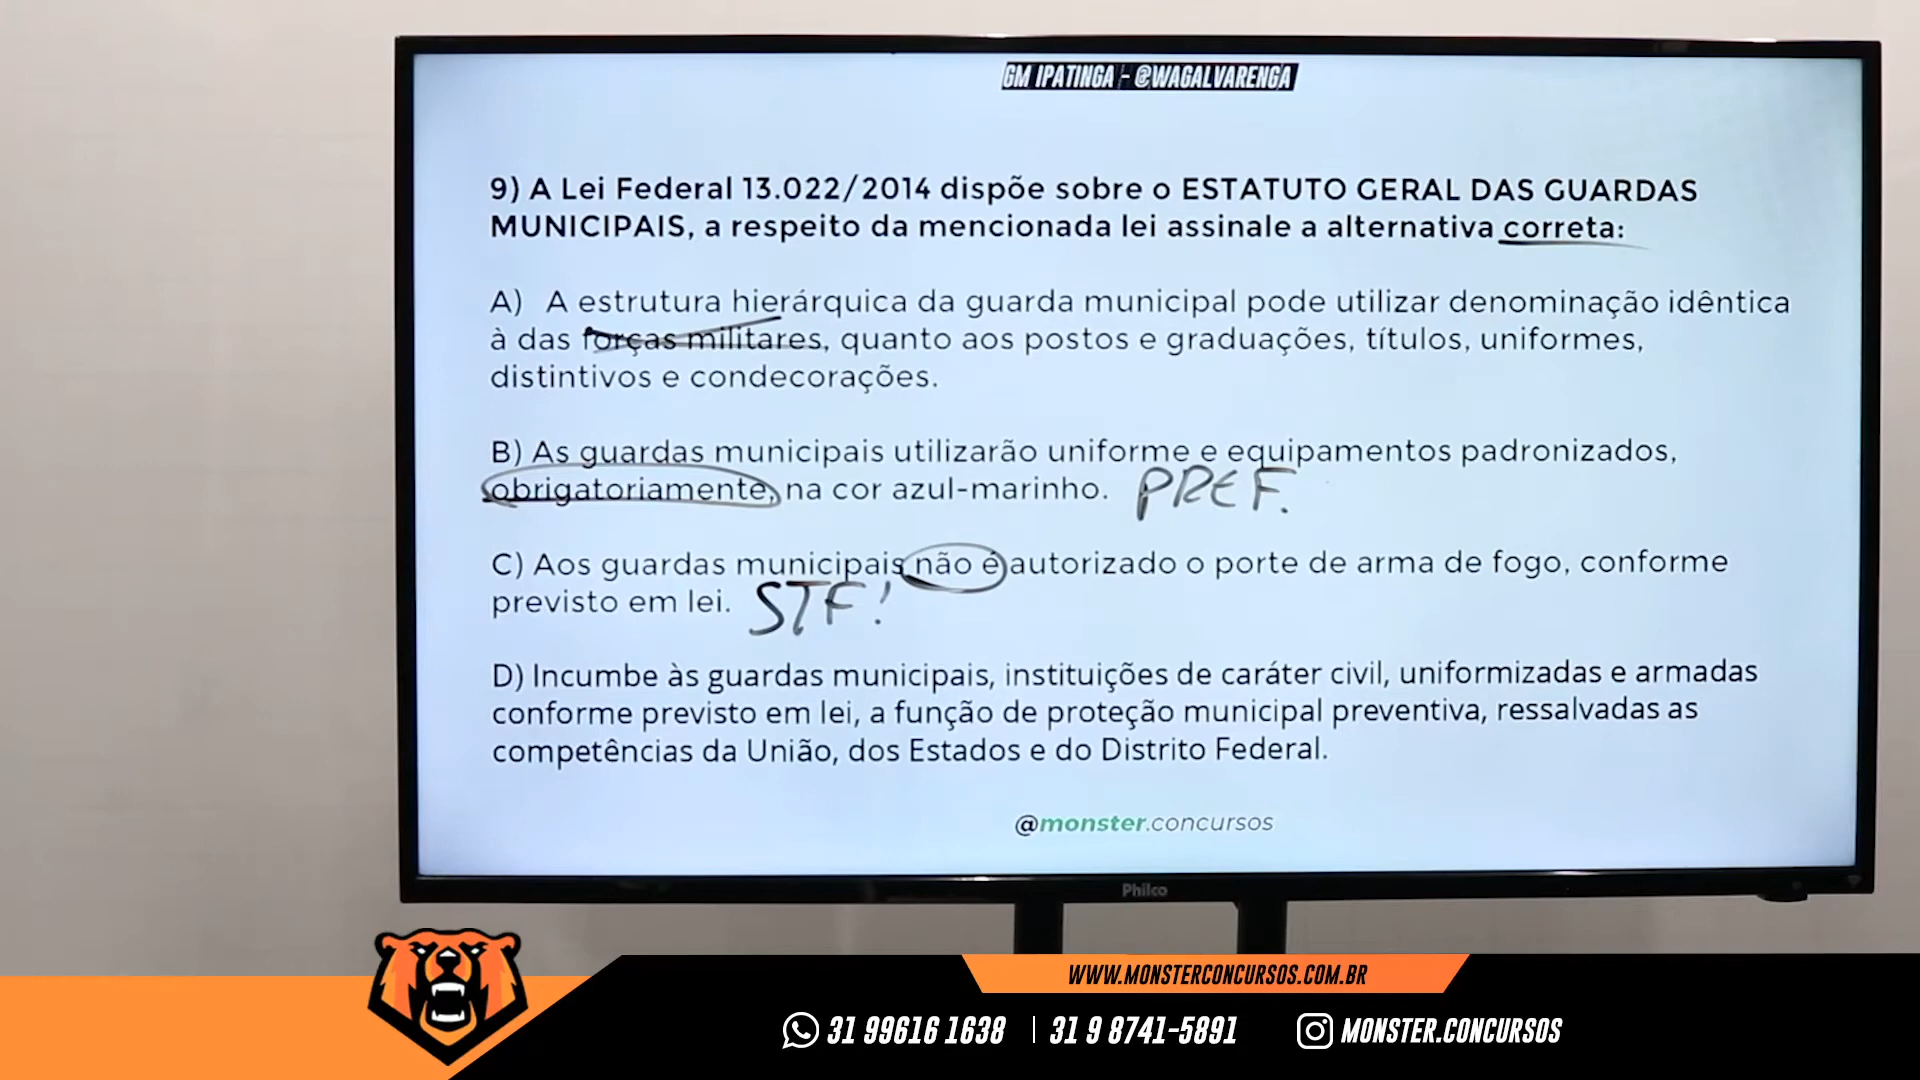 GM IPATINGA - @WAGALVARENGA
9) A Lei Federal 13.022/2014 dispõe sobre o ESTATUTO GERAL DAS GUARDAS
MUNICIPAIS, a respeito da mencionada lei assinale a alternativa correta:
A) A estrutura hierárquica da guarda municipal pode utilizar denominação idêntica
à das forças militares, quanto aos postos e graduações, títulos, uniformes,
distintivos e condecorações.
B) As guardas municipais utilizarão uniforme e equipamentos padronizados,
obrigatoriamente, na cor azul-marinho. PREF.
C) Aos guardas municipais não é autorizado o porte de arma de fogo, conforme
previsto em lei. STF!
D) Incumbe às guardas municipais, instituições de caráter civil, uniformizadas e armadas
conforme previsto em lei, a função de proteção municipal preventiva, ressalvadas as
competências da União, dos Estados e do Distrito Federal.
@monster.concursos
Philco
WWW.MONSTERCONCURSOS.COM.BR
31 99616 1638 | 31 9 8741-5891 MONSTER.CONCURSOS